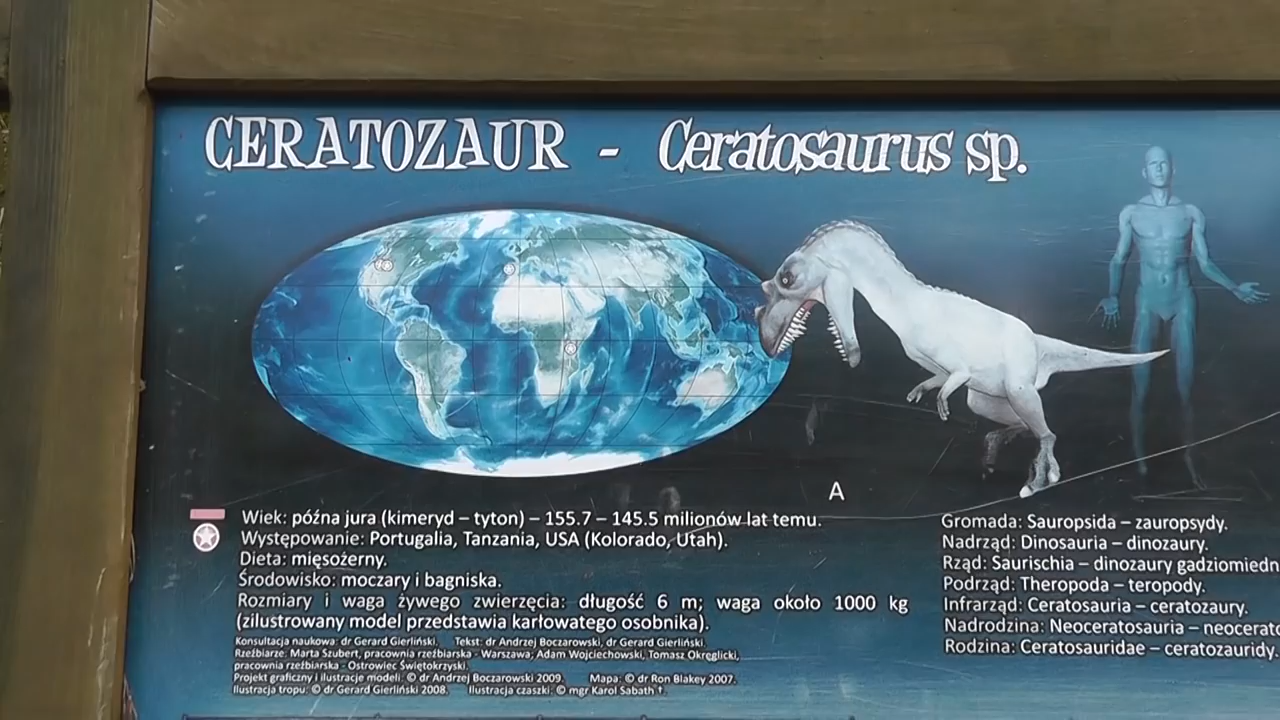 CERATOZAUR - Ceratosaurus sp.
A
Wiek: późna jura (kimeryd – tyton) – 155.7 – 145.5 milionów lat temu.
Występowanie: Portugalia, Tanzania, USA (Kolorado, Utah).
Dieta: mięsożerny.
Środowisko: moczary i bagniska.
Rozmiary i waga żywego zwierzęcia: długość 6 m; waga około 1000 kg
(zilustrowany model przedstawia karłowatego osobnika).
Konsultacja naukowa: dr Gerard Gierliński. Tekst: dr Andrzej Boczarowski, dr Gerard Gierliński.
Rzeźbiarze: Marta Szubert, pracownia rzeźbiarska - Warszawa; Adam Wojciechowski, Tomasz Okręglicki,
pracownia rzeźbiarska - Ostrowiec Świętokrzyski.
Projekt graficzny i ilustracje modeli: © dr Andrzej Boczarowski 2009. Mapa: © dr Ron Blakey 2007.
Ilustracja tropu: © dr Gerard Gierliński 2008. Ilustracja czaszki: © mgr Karol Sabath †.
Gromada: Sauropsida – zauropsydy.
Nadrząd: Dinosauria – dinozaury.
Rząd: Saurischia – dinozaury gadziomiedn
Podrząd: Theropoda – teropody.
Infrarząd: Ceratosauria – ceratozaury.
Nadrodzina: Neoceratosauria – neocerato
Rodzina: Ceratosauridae – ceratozaurydy.